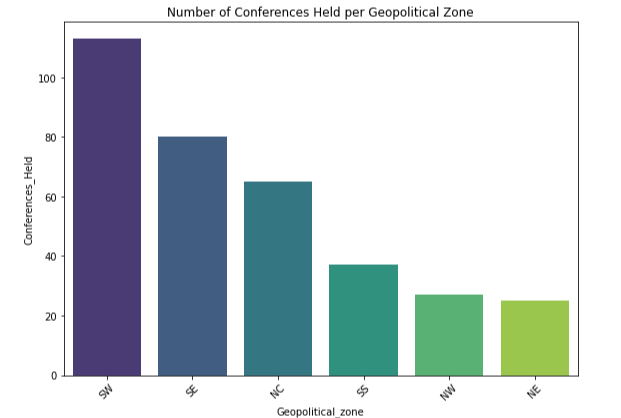 Number of Conferences Held per Geopolitical Zone
100
80
60
40
20
0
Conferences_Held
SW SE NC SS NW NE
Geopolitical_zone